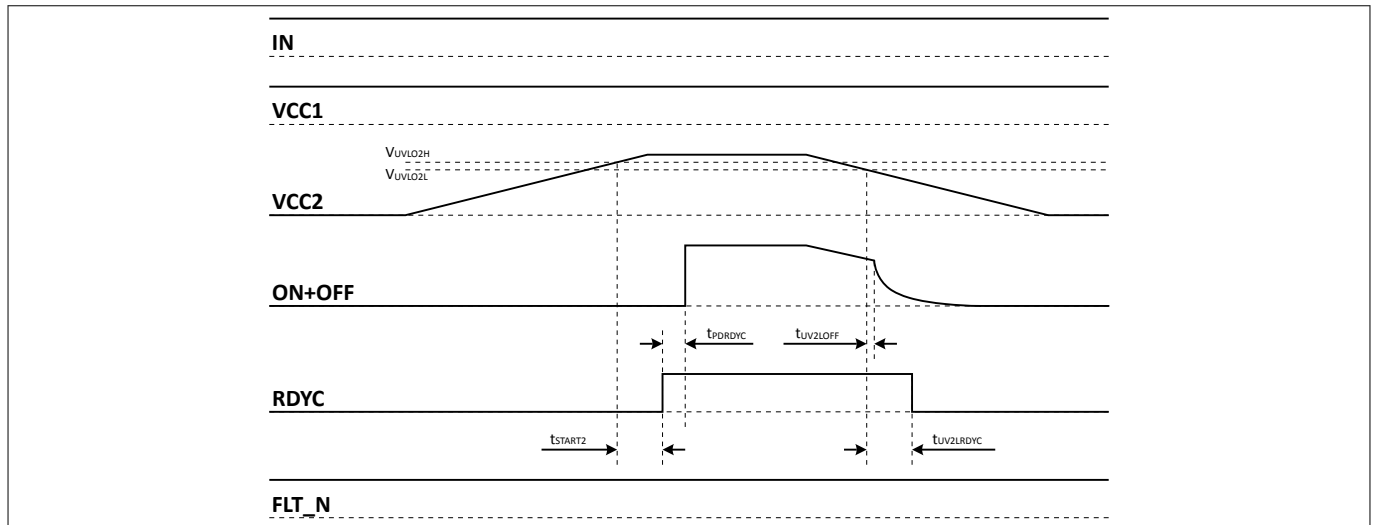 IN
VCC1
VUVLO2H
VUVLO2L
VCC2
ON+OFF
tPDRDYC tUV2LOFF
RDYC
tSTART2 tUV2LRDYC
FLT_N